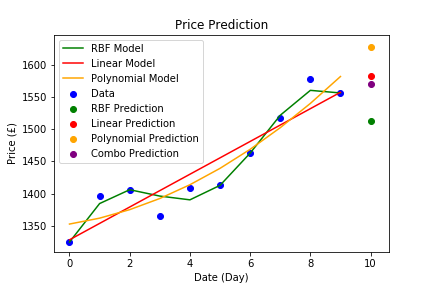 Price Prediction
RBF Model
Linear Model
Polynomial Model
Data
RBF Prediction
Linear Prediction
Polynomial Prediction
Combo Prediction
Price (£)
1600
1550
1500
1450
1400
1350
0 2 4 6 8 10
Date (Day)